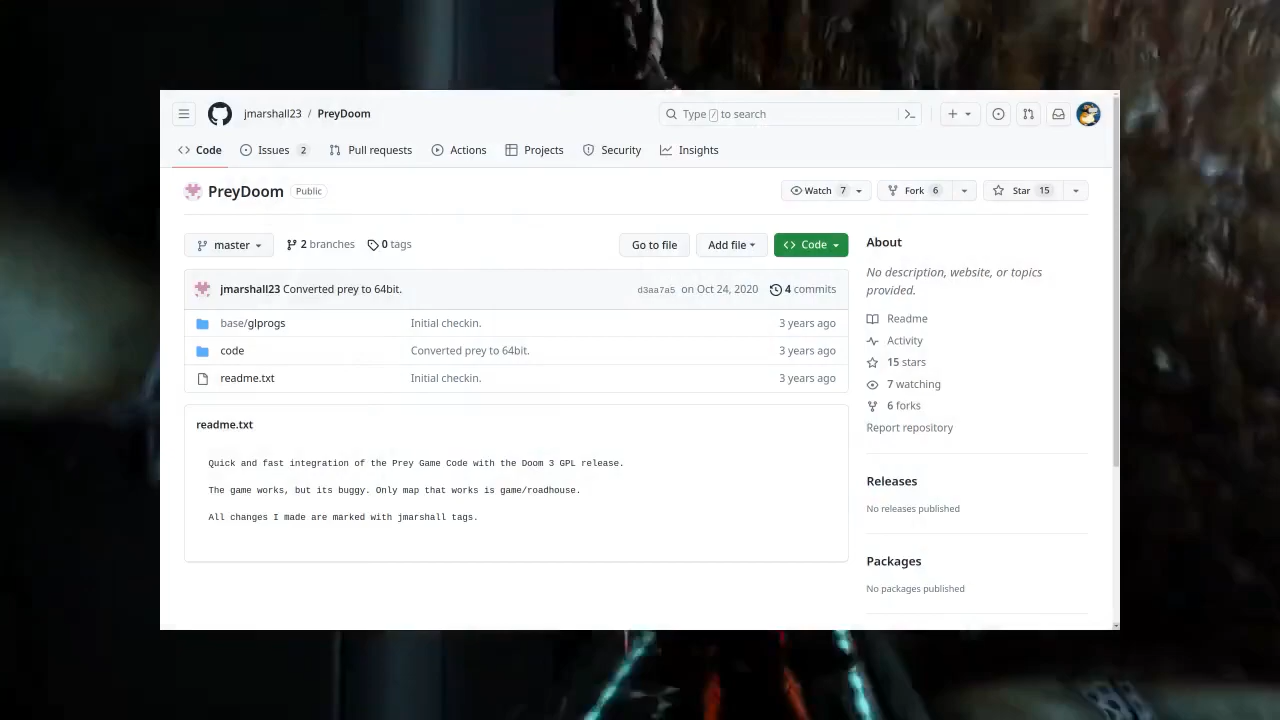 jmarshall23 / PreyDoom
Type / to search
Code Issues 2 Pull requests Actions Projects Security Insights
PreyDoom Public
Watch 7 Fork 6 Star 15
master 2 branches 0 tags Go to file Add file Code
jmarshall23 Converted prey to 64bit. d3aa7a5 on Oct 24, 2020 4 commits
base/glprogs Initial checkin. 3 years ago
code Converted prey to 64bit. 3 years ago
readme.txt Initial checkin. 3 years ago
readme.txt
Quick and fast integration of the Prey Game Code with the Doom 3 GPL release.
The game works, but its buggy. Only map that works is game/roadhouse.
All changes I made are marked with jmarshall tags.
About
No description, website, or topics
provided.
Readme
Activity
15 stars
7 watching
6 forks
Report repository
Releases
No releases published
Packages
No packages published